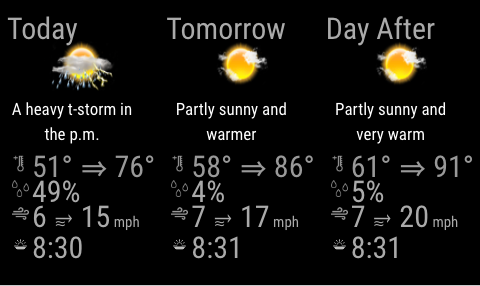 Today
A heavy t-storm in
the p.m.
51° ⇒ 76°
49%
6 15 mph
8:30
Tomorrow
Partly sunny and
warmer
58° ⇒ 86°
4%
7 17 mph
8:31
Day After
Partly sunny and
very warm
61° ⇒ 91°
5%
7 20 mph
8:31